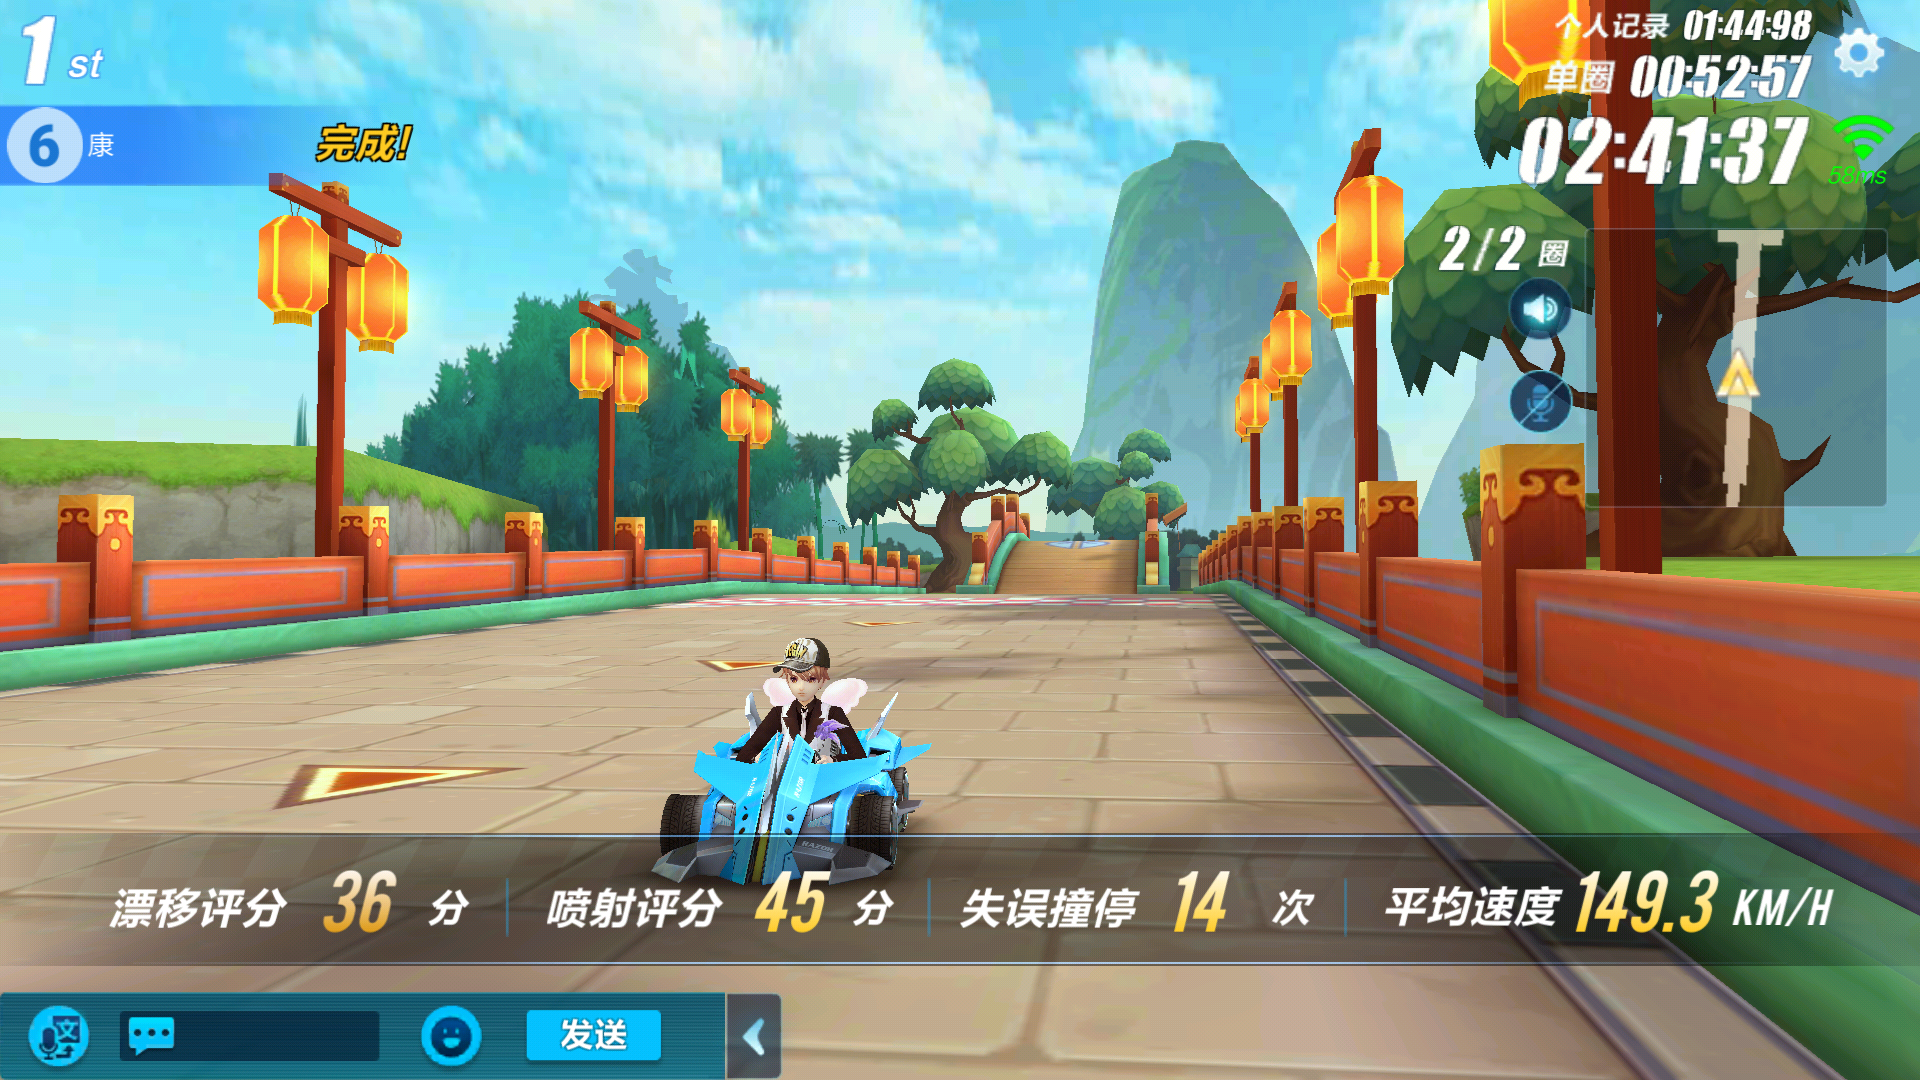 1st
6 康 完成!
个人记录 01:44:98
单圈 00:52:57
02:41:37
58ms
2/2 圈
RAZOR
漂移评分 36 分 喷射评分 45 分 失误撞停 14 次 平均速度 149.3 KM/H
文
发送